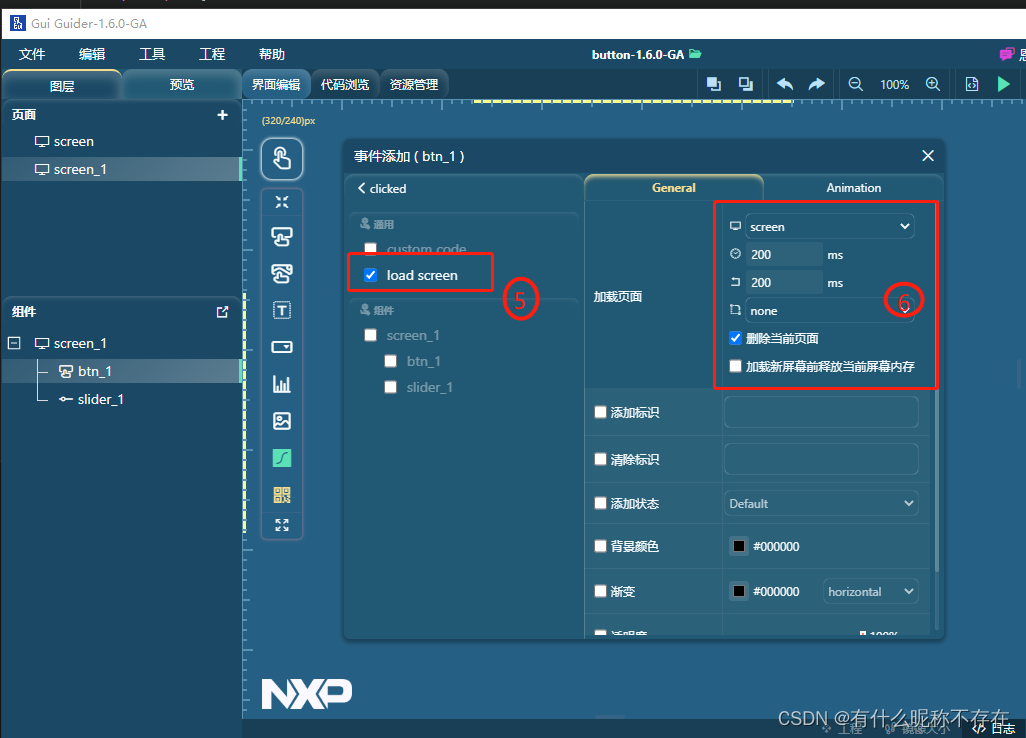 Gui Guider-1.6.0-GA
文件 编辑 工具 工程 帮助 button-1.6.0-GA
图层 预览 界面编辑 代码浏览 资源管理 100%
页面 +
screen
screen_1
(320/240)px
事件添加 ( btn_1 )
clicked
General Animation
通用
custom code
load screen
5
组件
screen_1
btn_1
slider_1
加载页面
screen
200 ms
200 ms
none
6
删除当前页面
加载新屏幕前释放当前屏幕内存
添加标识
清除标识
添加状态 Default
背景颜色 #000000
渐变 #000000 horizontal
透明度 100%
组件
screen_1
btn_1
slider_1
NXP
CSDN @有什么昵称不存在
工程 镜像大小 日志